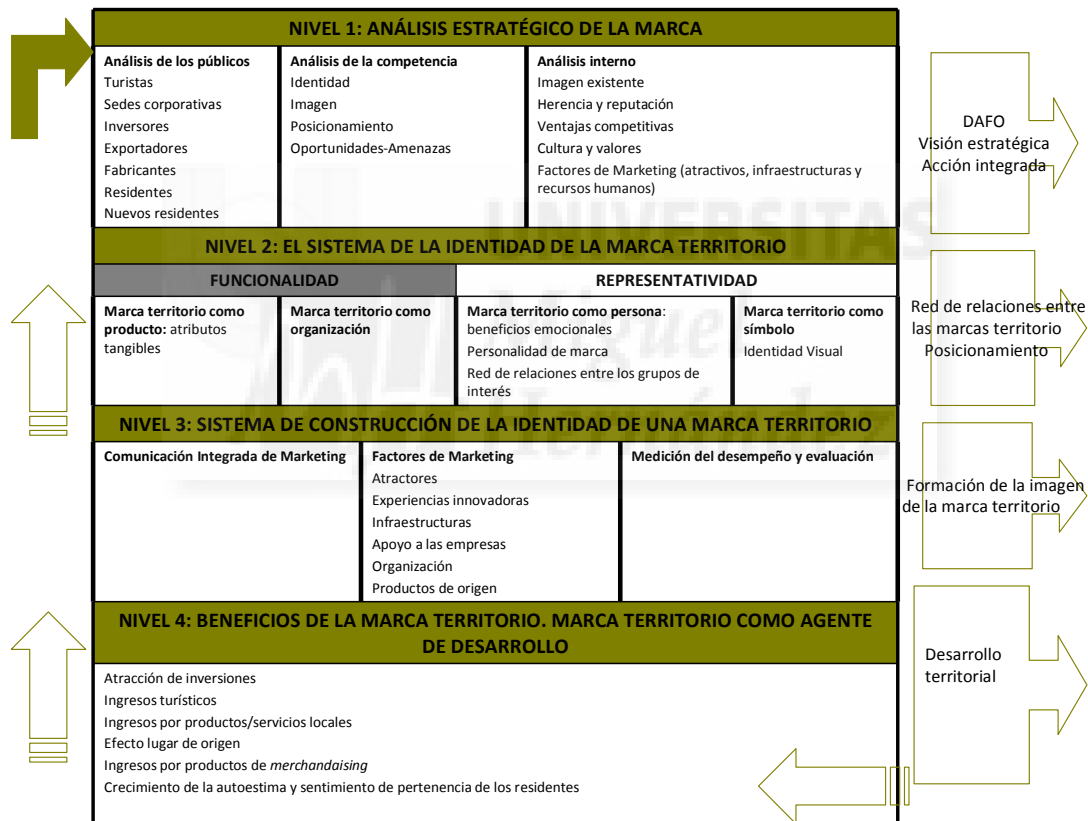 NIVEL 1: ANÁLISIS ESTRATÉGICO DE LA MARCA
Análisis de los públicos
Turistas
Sedes corporativas
Inversores
Exportadores
Fabricantes
Residentes
Nuevos residentes
Análisis de la competencia
Identidad
Imagen
Posicionamiento
Oportunidades-Amenazas
Análisis interno
Imagen existente
Herencia y reputación
Ventajas competitivas
Cultura y valores
Factores de Marketing (atractivos, infraestructuras y
recursos humanos)
DAFO
Visión estratégica
Acción integrada
UNIVERSITAS
Miguel
Hernández
NIVEL 2: EL SISTEMA DE LA IDENTIDAD DE LA MARCA TERRITORIO
FUNCIONALIDAD
REPRESENTATIVIDAD
Marca territorio como
producto: atributos
tangibles
Marca territorio como
organización
Marca territorio como persona:
beneficios emocionales
Personalidad de marca
Red de relaciones entre los grupos de
interés
Marca territorio como
símbolo
Identidad Visual
Red de relaciones entre
las marcas territorio
Posicionamiento
NIVEL 3: SISTEMA DE CONSTRUCCIÓN DE LA IDENTIDAD DE UNA MARCA TERRITORIO
Comunicación Integrada de Marketing
Factores de Marketing
Atractores
Experiencias innovadoras
Infraestructuras
Apoyo a las empresas
Organización
Productos de origen
Medición del desempeño y evaluación
Formación de la imagen
de la marca territorio
NIVEL 4: BENEFICIOS DE LA MARCA TERRITORIO. MARCA TERRITORIO COMO AGENTE
DE DESARROLLO
Atracción de inversiones
Ingresos turísticos
Ingresos por productos/servicios locales
Efecto lugar de origen
Ingresos por productos de merchandaising
Crecimiento de la autoestima y sentimiento de pertenencia de los residentes
Desarrollo
territorial